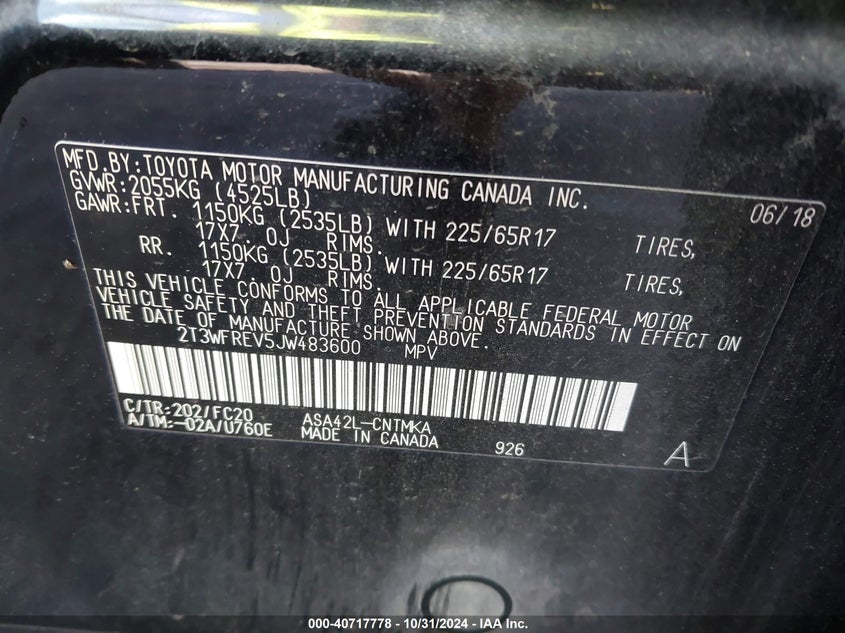 MFD.BY:TOYOTA MOTOR MANUFACTURING CANADA INC. 06/18
GVWR:2055KG (4525LB)
GAWR:FRT. 1150KG (2535LB) WITH 225/65R17 TIRES,
17X7. 0J RIMS.
RR. 1150KG (2535LB) WITH 225/65R17 TIRES,
17X7. 0J RIMS.
THIS VEHICLE CONFORMS TO ALL APPLICABLE FEDERAL MOTOR
VEHICLE SAFETY AND THEFT PREVENTION STANDARDS IN EFFECT ON
THE DATE OF MANUFACTURE SHOWN ABOVE.
2T3WFREV5JW483600 MPV
C/TR:202/FC20 ASA42L-CNTMKA
A/TM:-02A/U760E MADE IN CANADA 926 A
000-40717778 - 10/31/2024 - IAA Inc.